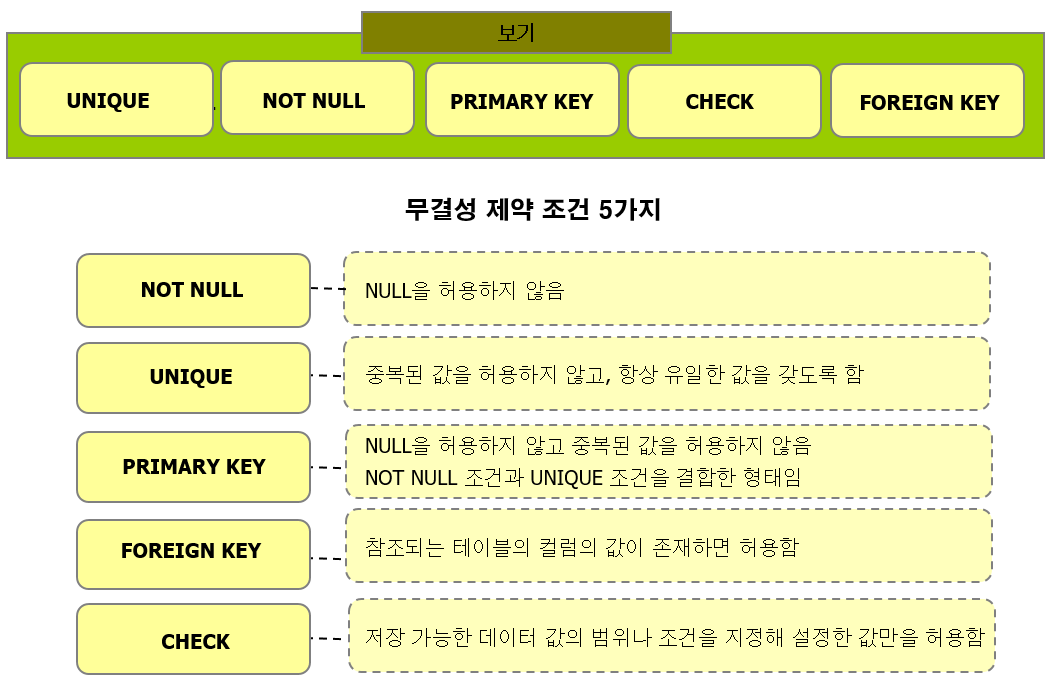 보기
UNIQUE
NOT NULL
PRIMARY KEY
CHECK
FOREIGN KEY
무결성 제약 조건 5가지
NOT NULL
NULL을 허용하지 않음
UNIQUE
중복된 값을 허용하지 않고, 항상 유일한 값을 갖도록 함
PRIMARY KEY
NULL을 허용하지 않고 중복된 값을 허용하지 않음
NOT NULL 조건과 UNIQUE 조건을 결합한 형태임
FOREIGN KEY
참조되는 테이블의 컬럼의 값이 존재하면 허용함
CHECK
저장 가능한 데이터 값의 범위나 조건을 지정해 설정한 값만을 허용함